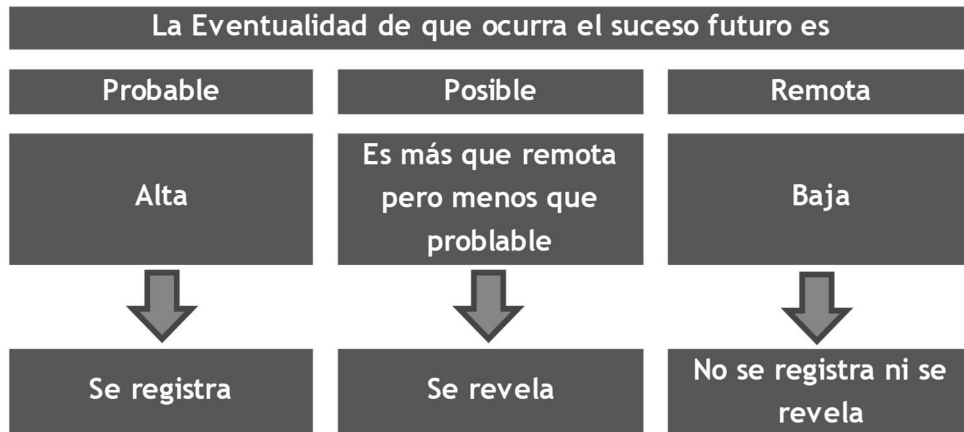 La Eventualidad de que ocurra el suceso futuro es
Probable
Posible
Remota
Alta
Es más que remota
pero menos que
problable
Baja
Se registra
Se revela
No se registra ni se
revela